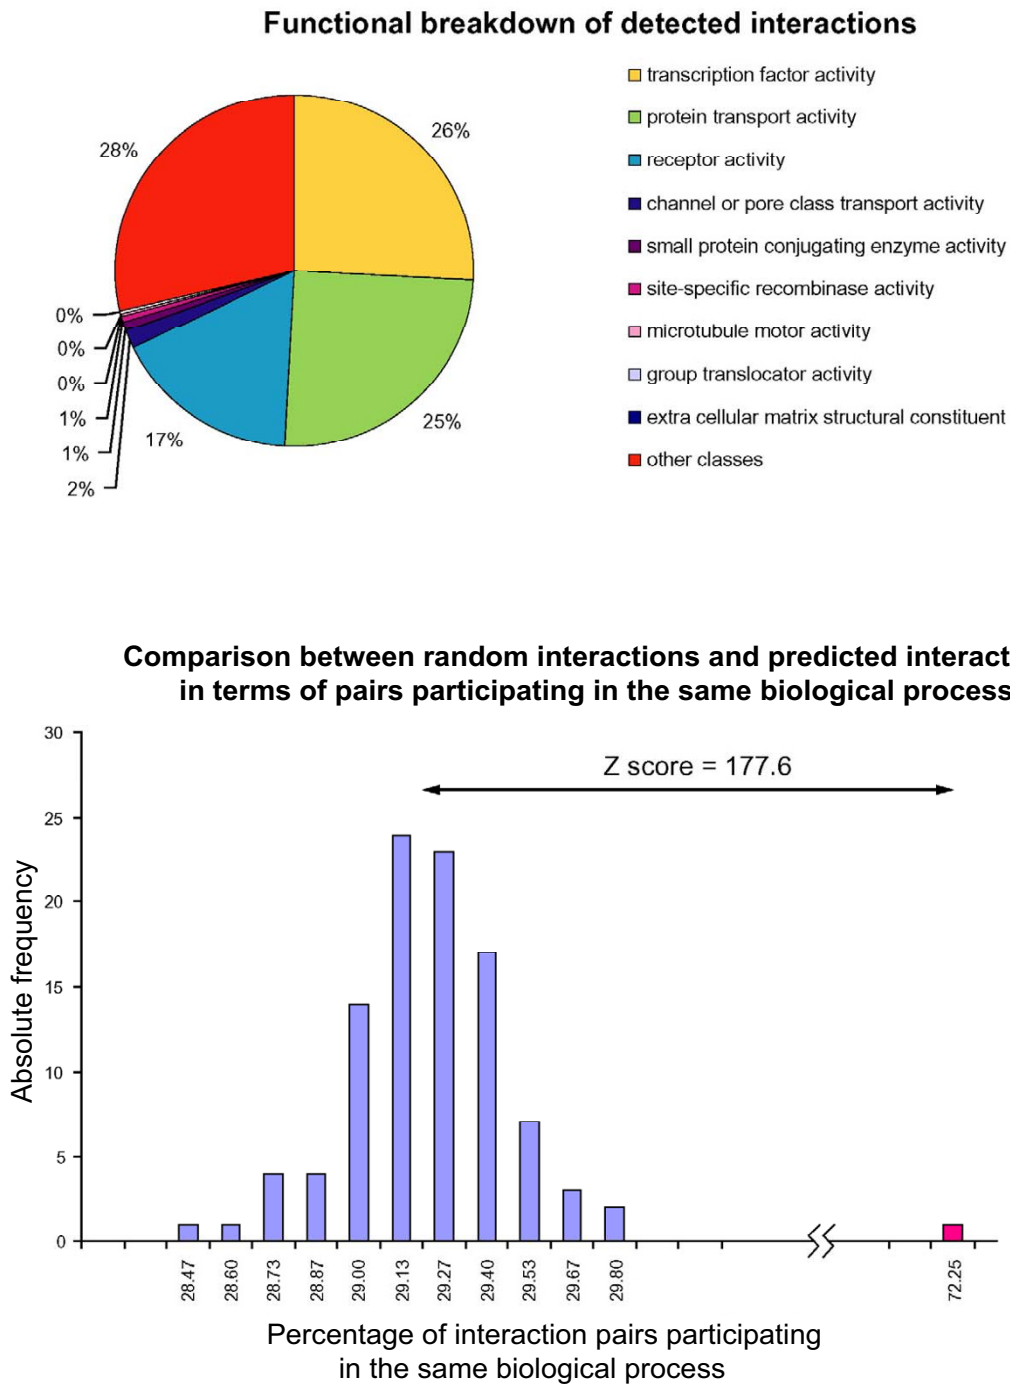 Functional breakdown of detected interactions
26%
28%
0%
0%
0%
1%
1%
2%
17%
25%
transcription factor activity
protein transport activity
receptor activity
channel or pore class transport activity
small protein conjugating enzyme activity
site-specific recombinase activity
microtubule motor activity
group translocator activity
extra cellular matrix structural constituent
other classes
Comparison between random interactions and predicted interact
in terms of pairs participating in the same biological process
Z score = 177.6
Absolute frequency
30
25
20
15
10
5
0
28.47
28.60
28.73
28.87
29.00
29.13
29.27
29.40
29.53
29.67
29.80
72.25
Percentage of interaction pairs participating
in the same biological process